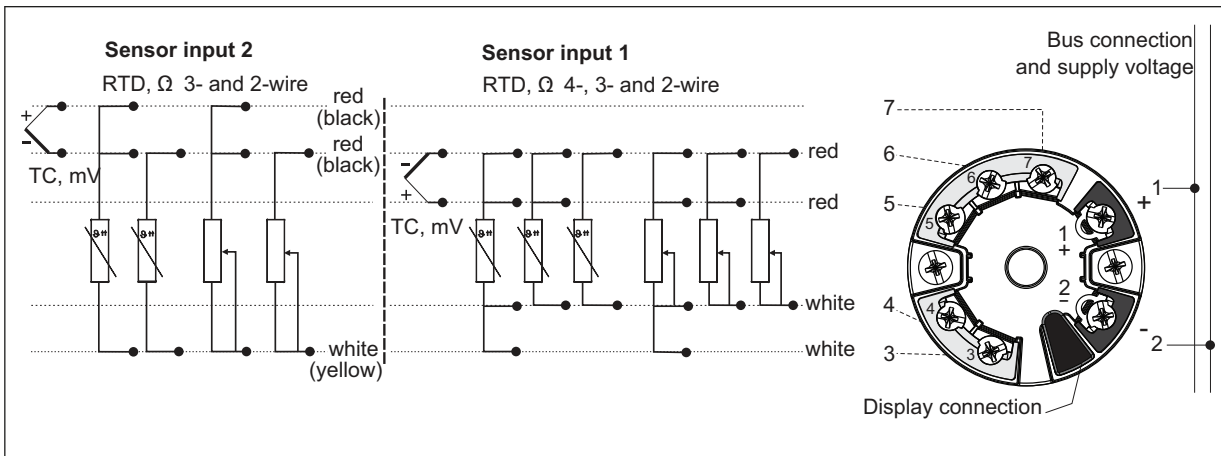 Sensor input 2
RTD, Ω 3- and 2-wire
+
-
TC, mV
red
(black)
red
(black)
white
(yellow)
Sensor input 1
RTD, Ω 4-, 3- and 2-wire
-
+
TC, mV
red
red
white
white
Bus connection
and supply voltage
7
6
5
4
3
7
6
5
4
3
1
+
2
-
1
+
-
2
Display connection